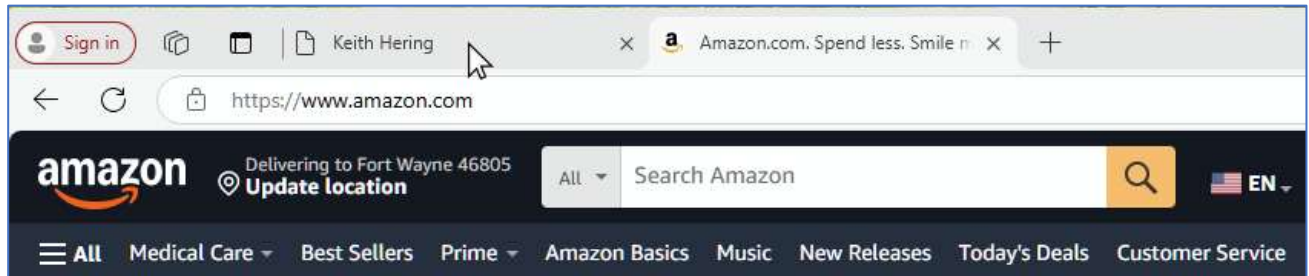 Sign in Keith Hering Amazon.com. Spend less. Smile m
https://www.amazon.com
amazon Delivering to Fort Wayne 46805 All Search Amazon EN
Update location
All Medical Care Best Sellers Prime Amazon Basics Music New Releases Today's Deals Customer Service